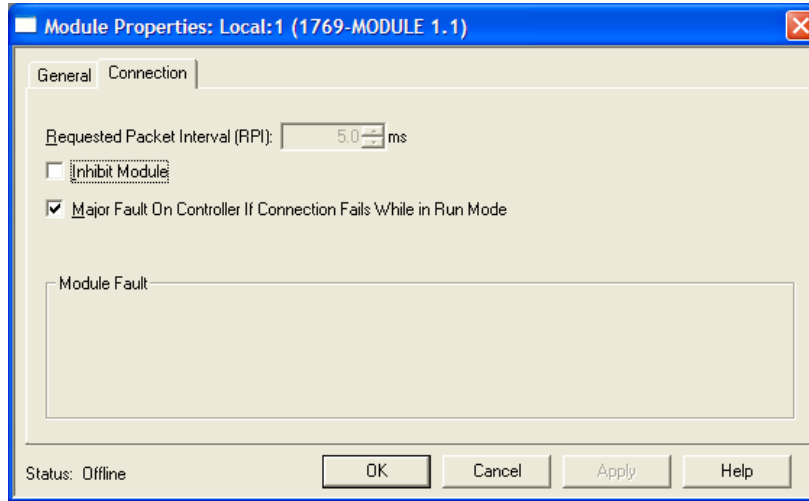 Module Properties: Local:1 (1769-MODULE 1.1)
General Connection
Requested Packet Interval (RPI): 5.0 ms
Inhibit Module
Major Fault On Controller If Connection Fails While in Run Mode
Module Fault
Status: Offline OK Cancel Apply Help